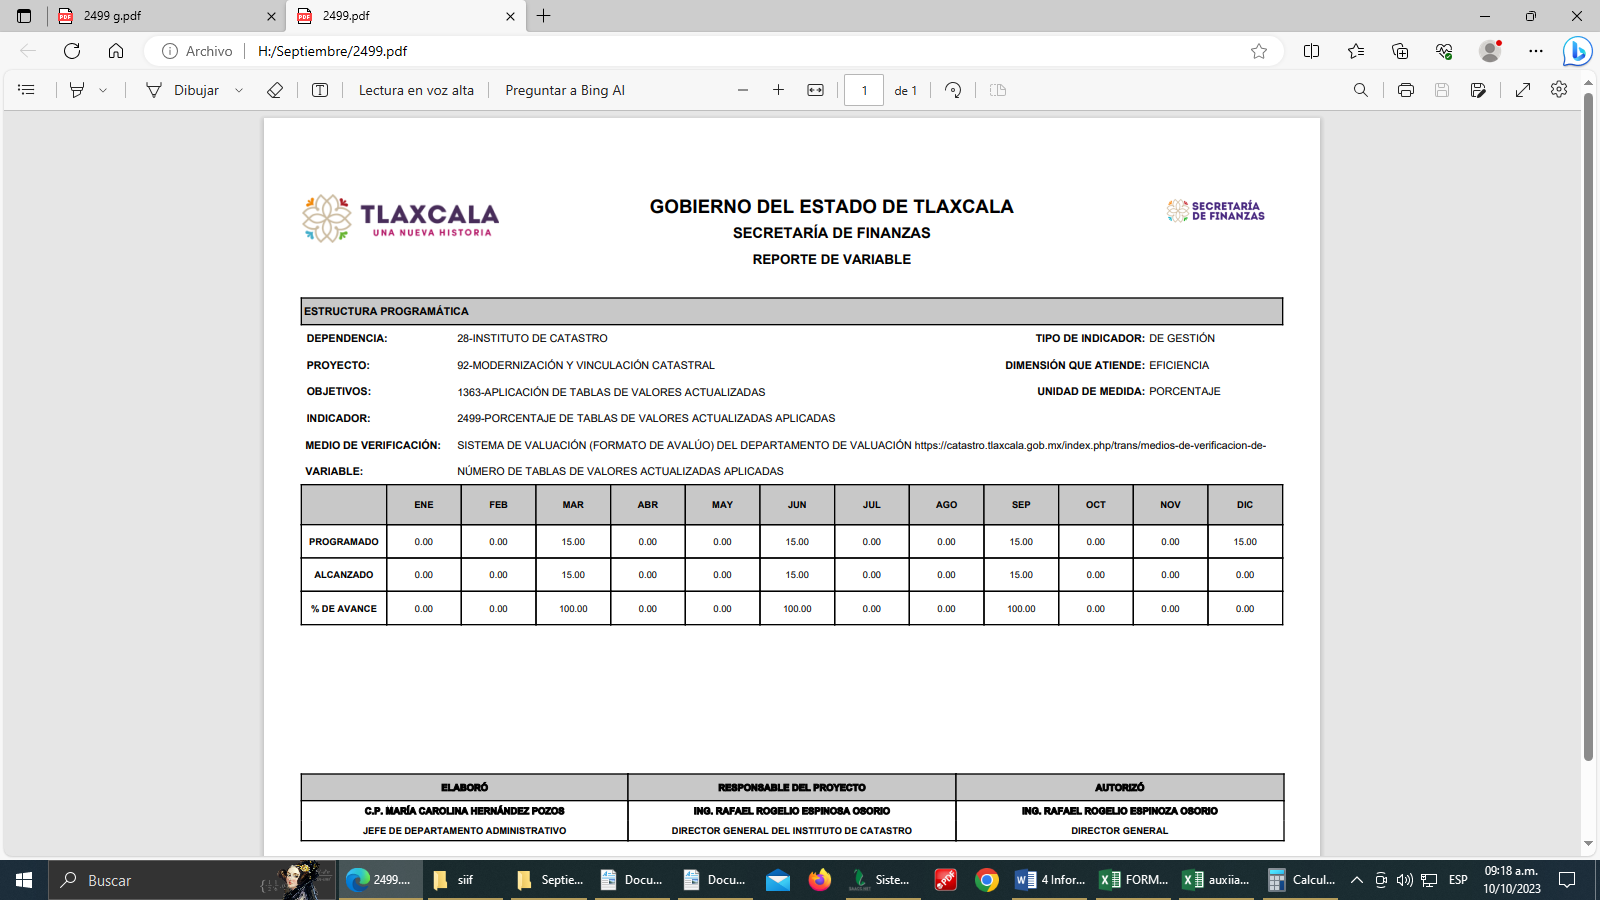 2499 g.pdf
2499.pdf
Archivo
H:/Septiembre/2499.pdf
Dibujar
Lectura en voz alta
Preguntar a Bing AI
1 de 1
TLAXCALA
UNA NUEVA HISTORIA
GOBIERNO DEL ESTADO DE TLAXCALA
SECRETARÍA DE FINANZAS
REPORTE DE VARIABLE
SECRETARÍA
DE FINANZAS
ESTRUCTURA PROGRAMÁTICA
DEPENDENCIA: 28-INSTITUTO DE CATASTRO TIPO DE INDICADOR: DE GESTIÓN
PROYECTO: 92-MODERNIZACIÓN Y VINCULACIÓN CATASTRAL DIMENSIÓN QUE ATIENDE: EFICIENCIA
OBJETIVOS: 1363-APLICACIÓN DE TABLAS DE VALORES ACTUALIZADAS UNIDAD DE MEDIDA: PORCENTAJE
INDICADOR: 2499-PORCENTAJE DE TABLAS DE VALORES ACTUALIZADAS APLICADAS
MEDIO DE VERIFICACIÓN: SISTEMA DE VALUACIÓN (FORMATO DE AVALÚO) DEL DEPARTAMENTO DE VALUACIÓN https://catastro.tlaxcala.gob.mx/index.php/trans/medios-de-verificacion-de-
VARIABLE: NÚMERO DE TABLAS DE VALORES ACTUALIZADAS APLICADAS
ENE FEB MAR ABR MAY JUN JUL AGO SEP OCT NOV DIC
PROGRAMADO 0.00 0.00 15.00 0.00 0.00 15.00 0.00 0.00 15.00 0.00 0.00 15.00
ALCANZADO 0.00 0.00 15.00 0.00 0.00 15.00 0.00 0.00 15.00 0.00 0.00 0.00
% DE AVANCE 0.00 0.00 100.00 0.00 0.00 100.00 0.00 0.00 100.00 0.00 0.00 0.00
ELABORÓ RESPONSABLE DEL PROYECTO AUTORIZÓ
C.P. MARÍA CAROLINA HERNÁNDEZ POZOS ING. RAFAEL ROGELIO ESPINOSA OSORIO ING. RAFAEL ROGELIO ESPINOZA OSORIO
JEFE DE DEPARTAMENTO ADMINISTRATIVO DIRECTOR GENERAL DEL INSTITUTO DE CATASTRO DIRECTOR GENERAL
Buscar
2499....
siif
Septie...
Docu...
Docu...
Siste...
4 Infor...
FORM...
auxiia...
Calcul...
ESP
09:18 a.m.
10/10/2023